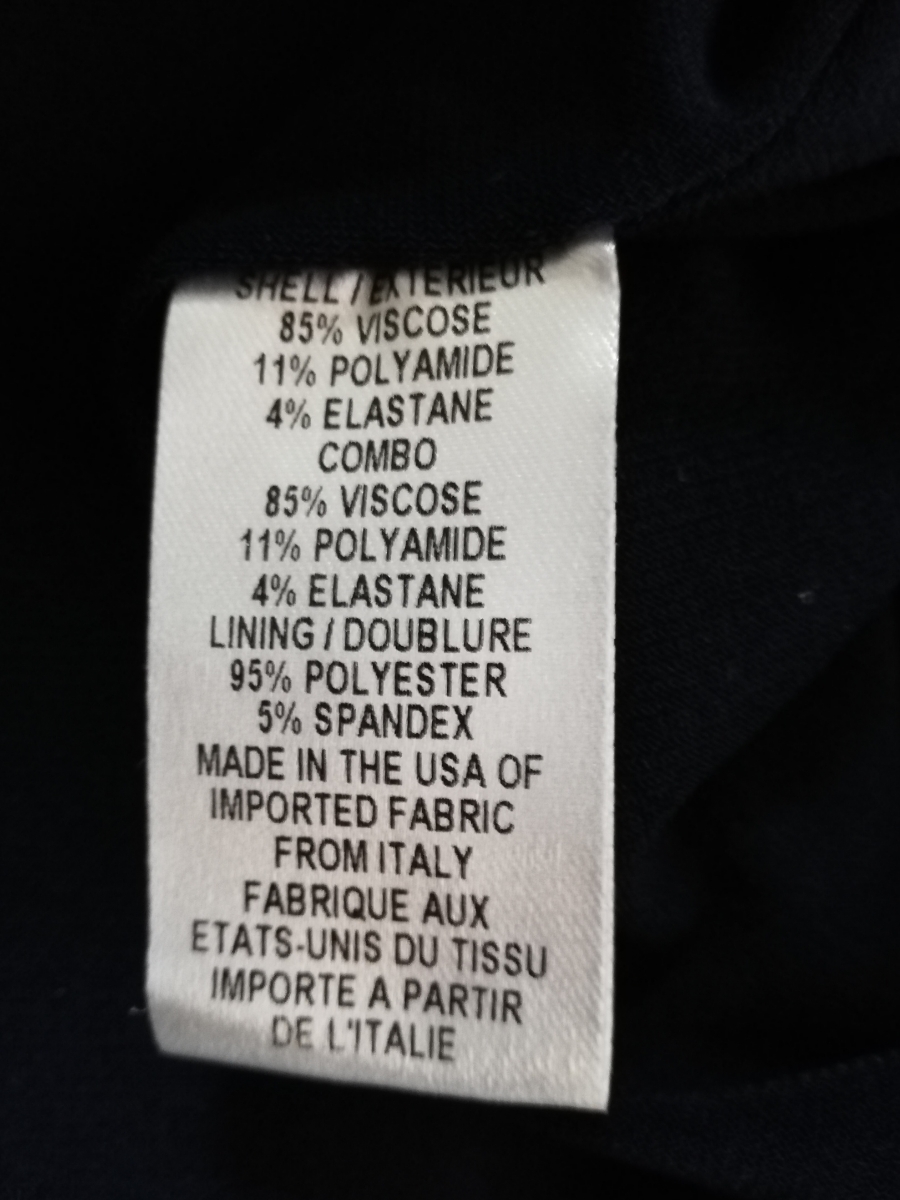 SHELL / EXTERIEUR
85% VISCOSE
11% POLYAMIDE
4% ELASTANE
COMBO
85% VISCOSE
11% POLYAMIDE
4% ELASTANE
LINING / DOUBLURE
95% POLYESTER
5% SPANDEX
MADE IN THE USA OF
IMPORTED FABRIC
FROM ITALY
FABRIQUE AUX
ETATS-UNIS DU TISSU
IMPORTE A PARTIR
DE L'ITALIE